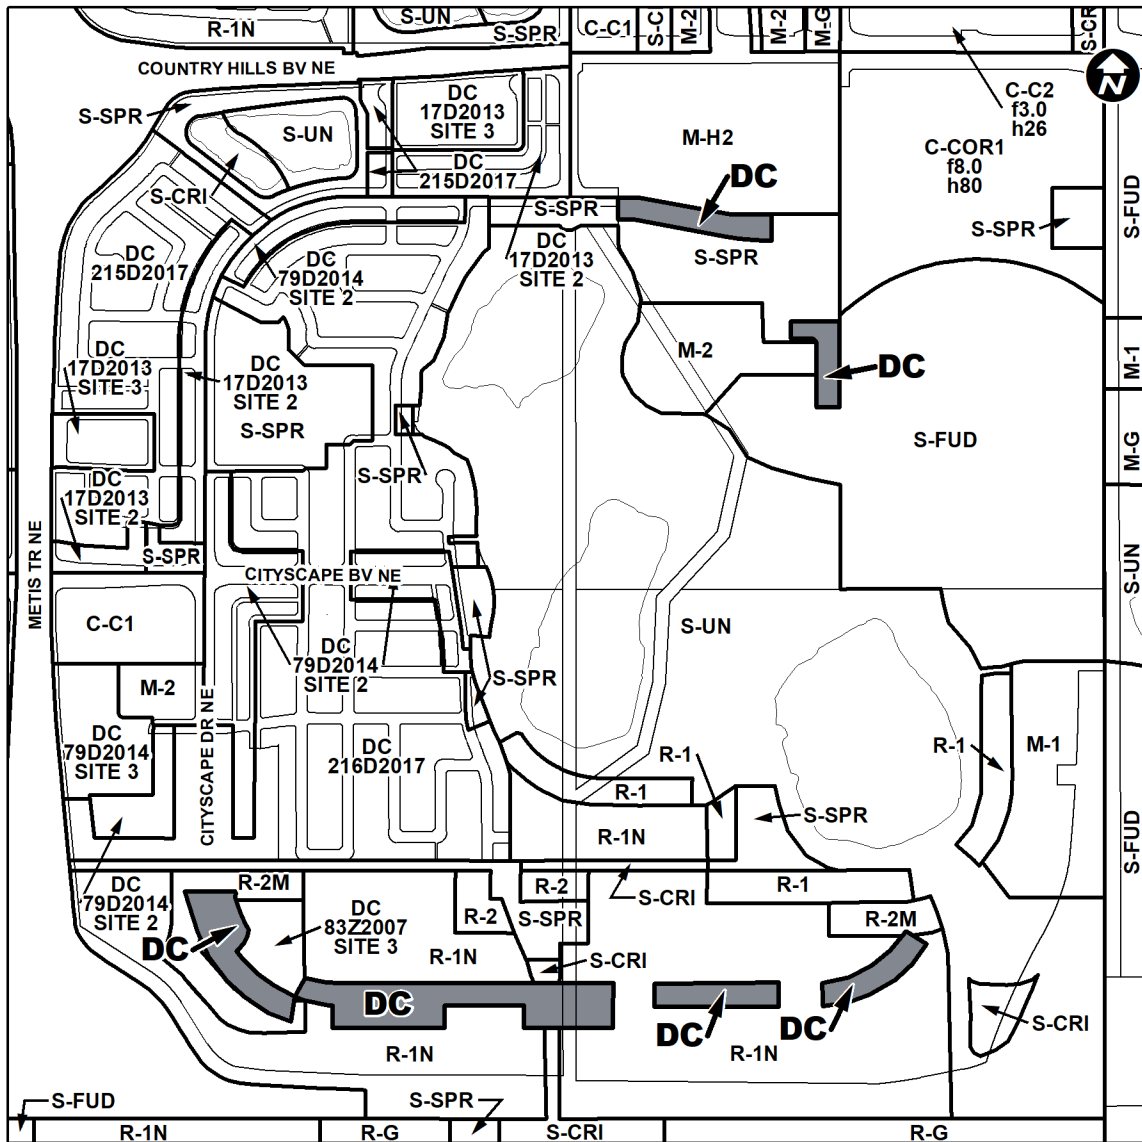 R-1N
S-UN
S-SPR
C-C1
S-C
M-2
M-2
M-G
S-CR
N
COUNTRY HILLS BV NE
S-SPR
S-UN
DC
17D2013
SITE 3
DC
215D2017
S-CRI
M-H2
C-C2
f3.0
h26
C-COR1
f8.0
h80
DC
S-SPR
S-FUD
S-SPR
S-SPR
DC
215D2017
DC
79D2014
SITE 2
DC
17D2013
SITE 2
DC
17D2013
SITE 3
DC
17D2013
SITE 2
S-SPR
M-2
DC
M-1
S-FUD
M-G
S-SPR
DC
17D2013
SITE 2
S-SPR
METIS TR NE
CITYSCAPE BV NE
S-UN
C-C1
S-UN
DC
79D2014
SITE 2
S-SPR
M-2
CITYSCAPE DR NE
DC
79D2014
SITE 3
DC
216D2017
R-1
R-1
M-1
R-1
S-SPR
R-1N
S-FUD
DC
79D2014
SITE 2
R-2M
R-2
S-CRI
R-1
R-2
S-SPR
R-2M
DC
83Z2007
SITE 3
DC
R-1N
S-CRI
DC
DC
DC
S-CRI
R-1N
R-1N
S-FUD
S-SPR
R-1N
R-G
S-CRI
R-G